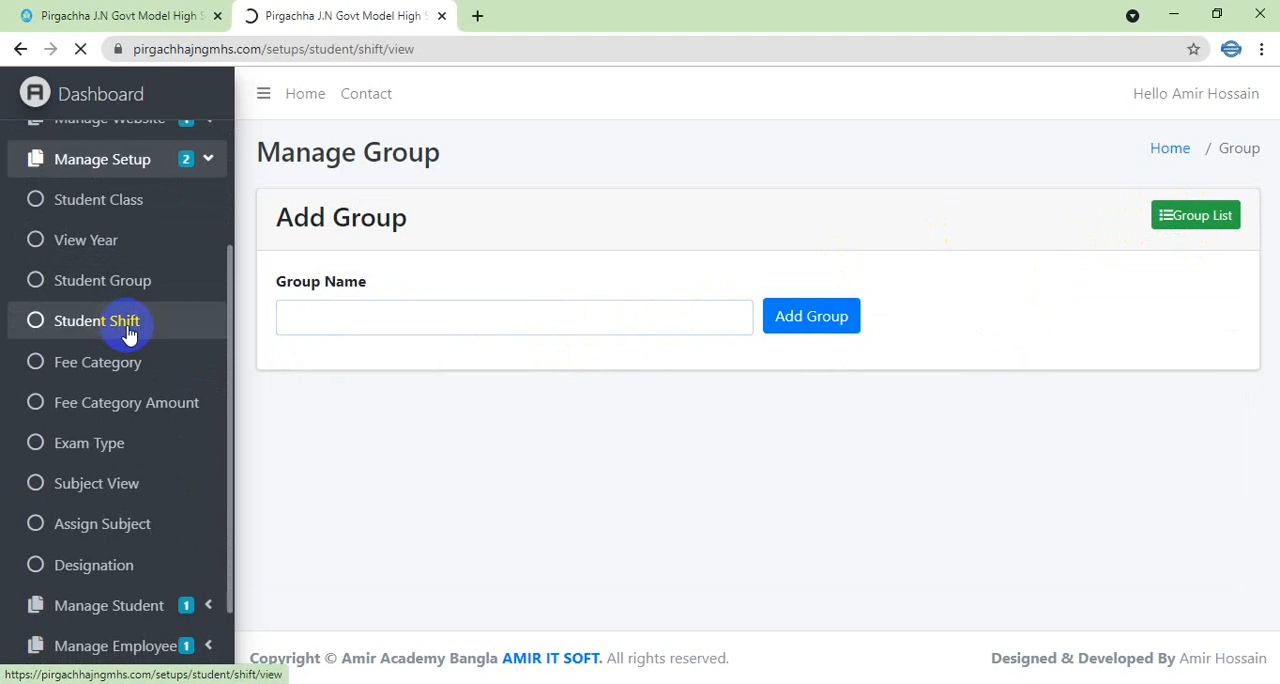 Pirgachha J.N Govt Model High S
Pirgachha J.N Govt Model High S
pirgachhajngmhs.com/setups/student/shift/view
Dashboard
Home
Contact
Hello Amir Hossain
Manage Website
Manage Setup 2
Student Class
View Year
Student Group
Student Shift
Fee Category
Fee Category Amount
Exam Type
Subject View
Assign Subject
Designation
Manage Student 1
Manage Employee 1
Manage Group
Home / Group
Add Group
Group List
Group Name
Add Group
Copyright © Amir Academy Bangla AMIR IT SOFT. All rights reserved.
Designed & Developed By Amir Hossain
https://pirgachhajngmhs.com/setups/student/shift/view